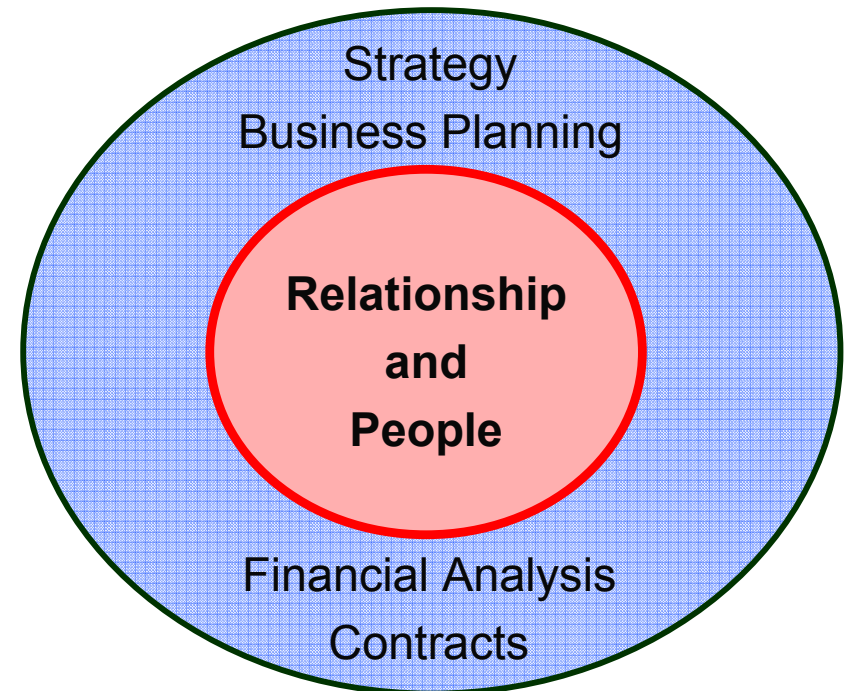 Strategy
Business Planning
Relationship
and
People
Financial Analysis
Contracts